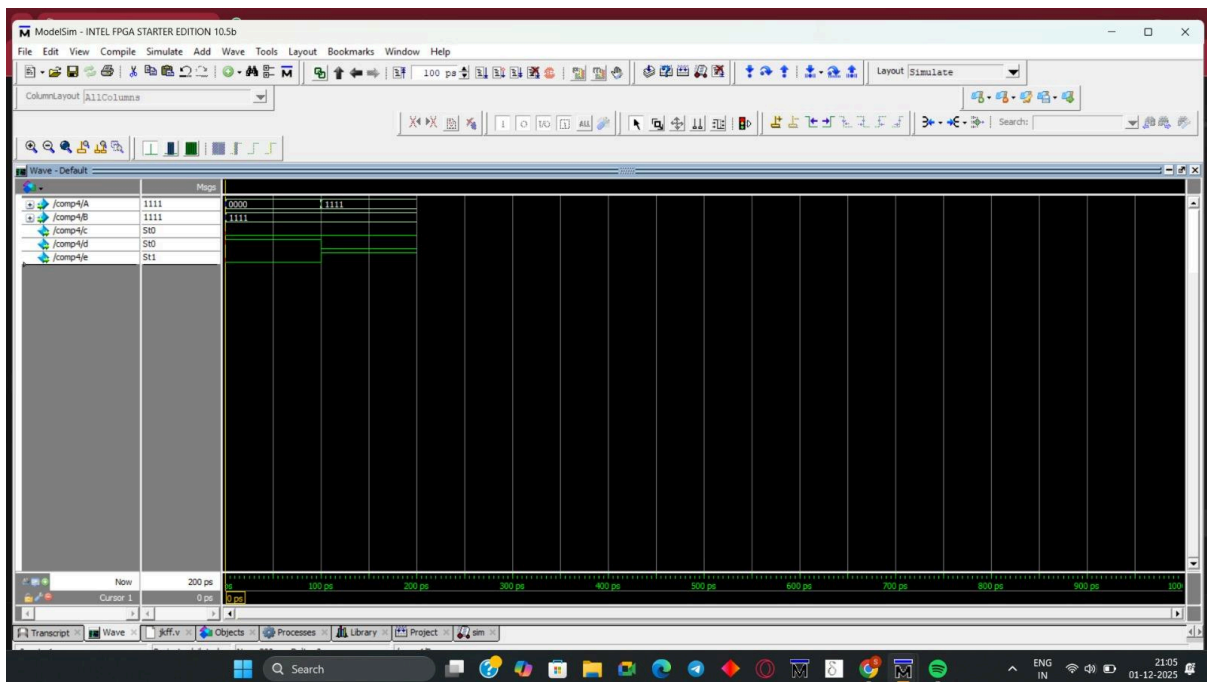 ModelSim - INTEL FPGA STARTER EDITION 10.5b
File Edit View Compile Simulate Add Wave Tools Layout Bookmarks Window Help
100 ps
Layout Simulate
ColumnLayout AllColumns
Search:
Wave - Default
Msgs
/comp4/A 1111 0000 1111
/comp4/B 1111 1111
/comp4/c St0
/comp4/d St0
/comp4/e St1
Now 200 ps
ps 100 ps 200 ps 300 ps 400 ps 500 ps 600 ps 700 ps 800 ps 900 ps 100
Cursor 1 0 ps 0 ps
Transcript Wave jkff.v Objects Processes Library Project sim
Search
ENG 21:05
IN 01-12-2025